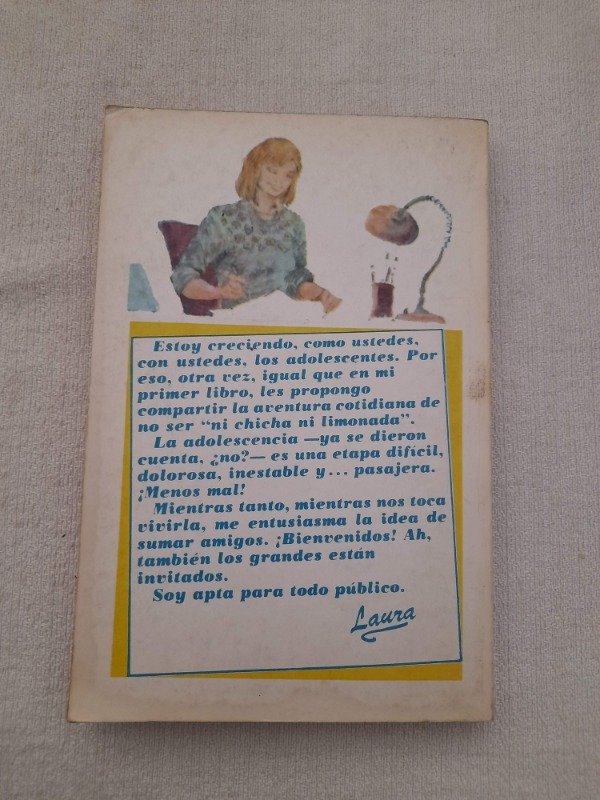 Estoy creciendo, como ustedes,
con ustedes, los adolescentes. Por
eso, otra vez, igual que en mi
primer libro, les propongo
compartir la aventura cotidiana de
no ser "ni chicha ni limonada".
La adolescencia —ya se dieron
cuenta, ¿no?— es una etapa difícil,
dolorosa, inestable y... pasajera.
¡Menos mal!
Mientras tanto, mientras nos toca
vivirla, me entusiasma la idea de
sumar amigos. ¡Bienvenidos! Ah,
también los grandes están
invitados.
Soy apta para todo público.
Laura